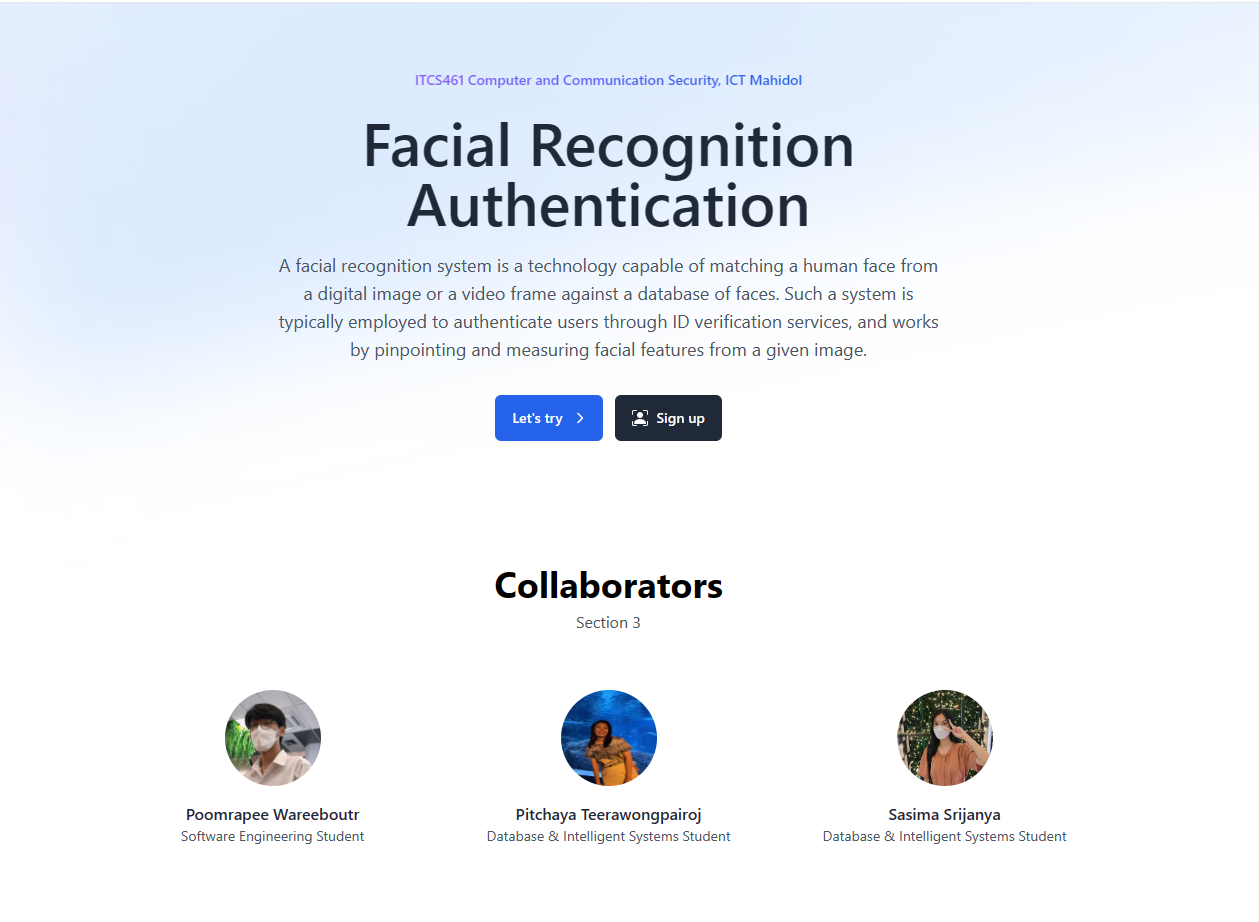 ITCS461 Computer and Communication Security, ICT Mahidol
Facial Recognition
Authentication
A facial recognition system is a technology capable of matching a human face from
a digital image or a video frame against a database of faces. Such a system is
typically employed to authenticate users through ID verification services, and works
by pinpointing and measuring facial features from a given image.
Let's try
Sign up
Collaborators
Section 3
Poomrapee Wareeboutr
Software Engineering Student
Pitchaya Teerawongpairoj
Database & Intelligent Systems Student
Sasima Srijanya
Database & Intelligent Systems Student